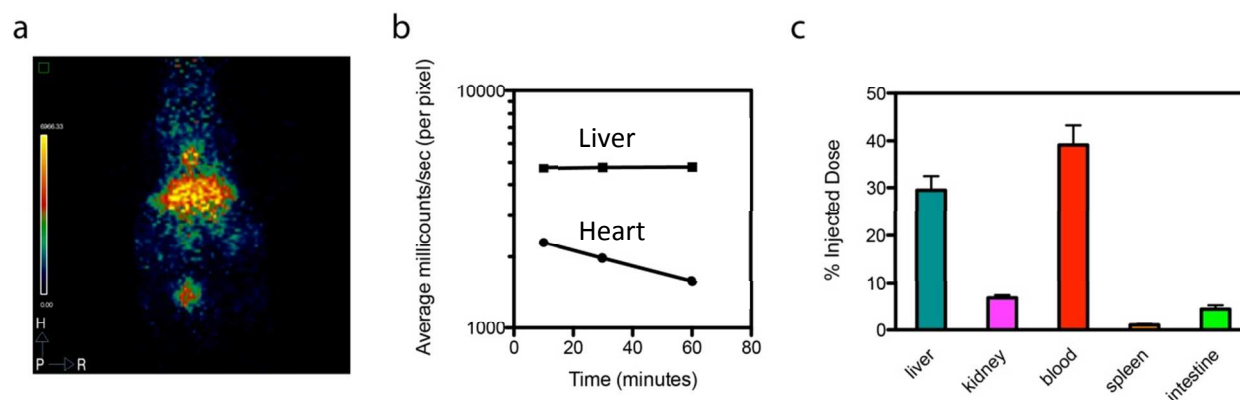 a
6966.33
0.00
H
P
R
b
Average millicounts/sec (per pixel)
10000
1000
Liver
Heart
0
20
40
60
80
Time (minutes)
c
% Injected Dose
50
40
30
20
10
0
liver
kidney
blood
spleen
intestine